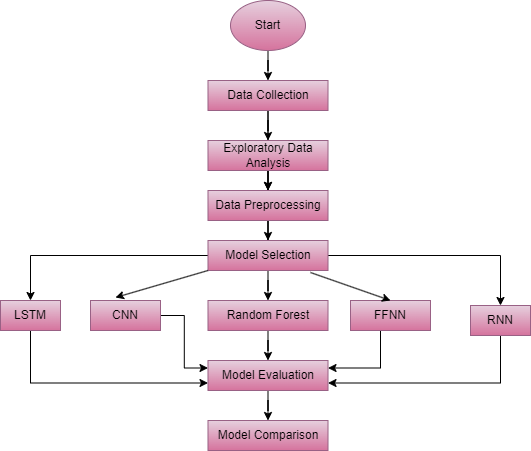 Start
Data Collection
Exploratory Data
Analysis
Data Preprocessing
Model Selection
LSTM
CNN
Random Forest
FFNN
RNN
Model Evaluation
Model Comparison